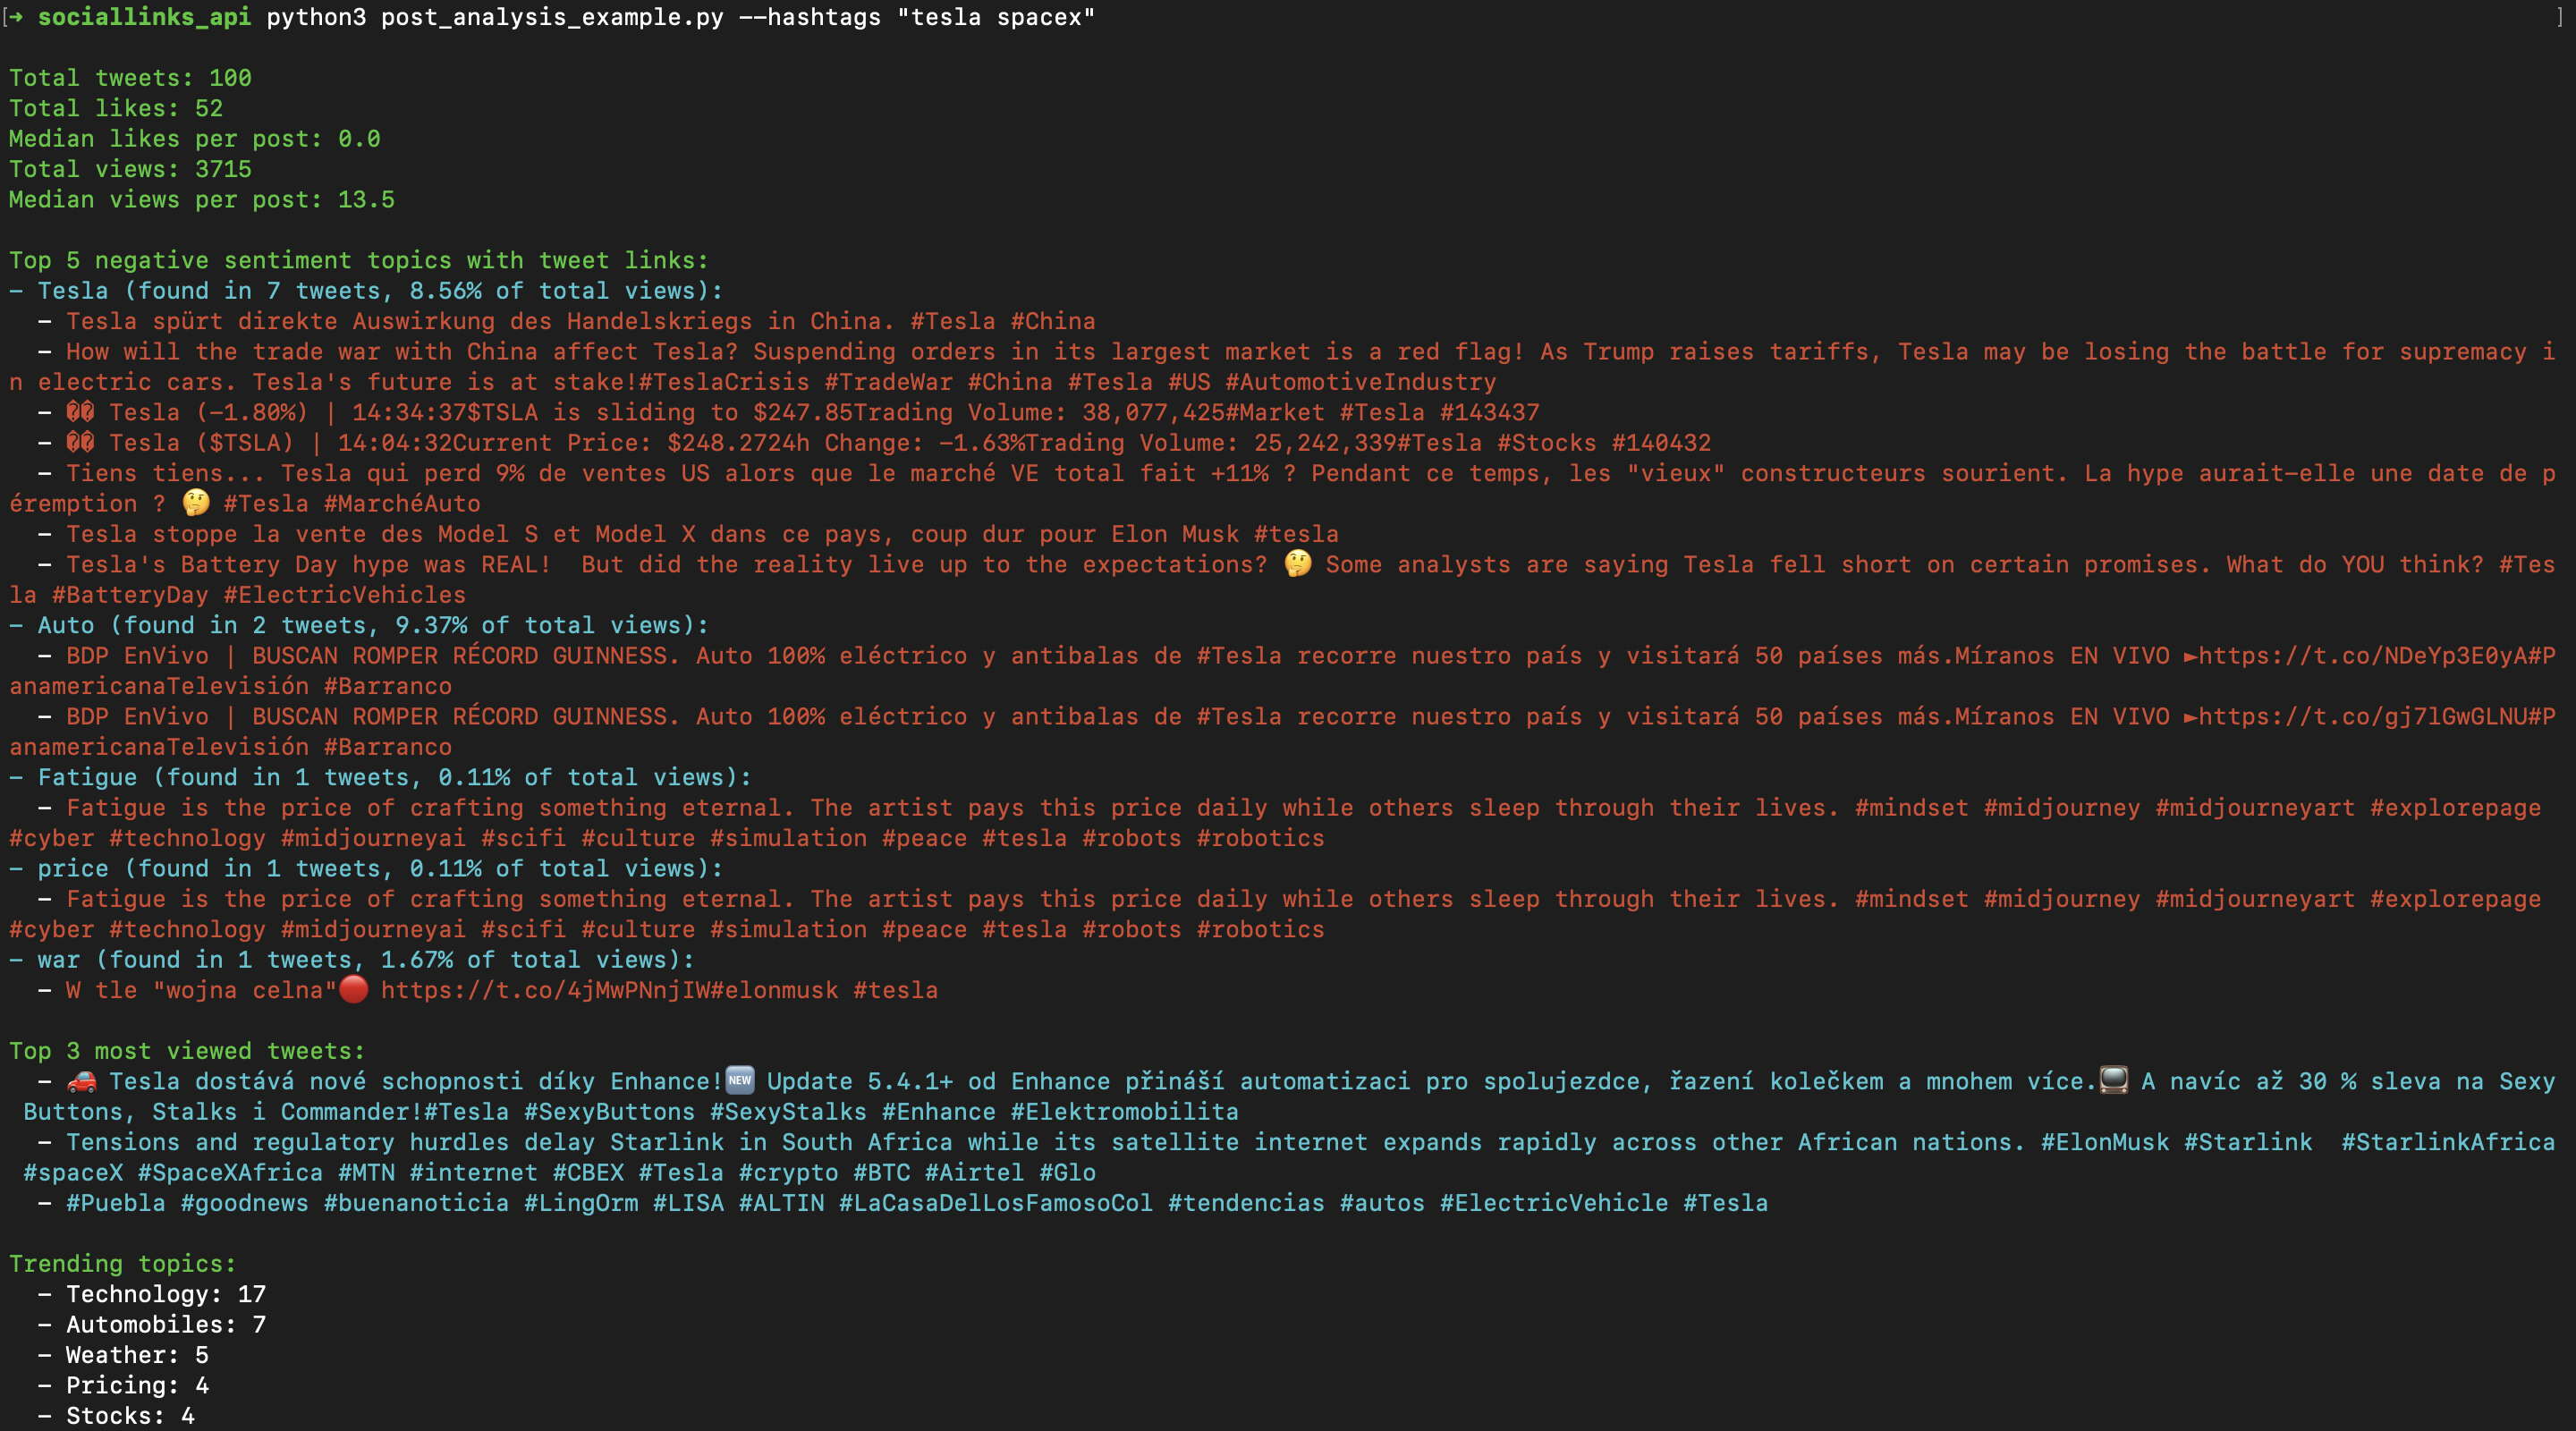 [➜ sociallinks_api python3 post_analysis_example.py --hashtags "tesla spacex" ]
Total tweets: 100
Total likes: 52
Median likes per post: 0.0
Total views: 3715
Median views per post: 13.5
Top 5 negative sentiment topics with tweet links:
- Tesla (found in 7 tweets, 8.56% of total views):
- Tesla spürt direkte Auswirkung des Handelskriegs in China. #Tesla #China
- How will the trade war with China affect Tesla? Suspending orders in its largest market is a red flag! As Trump raises tariffs, Tesla may be losing the battle for supremacy i
n electric cars. Tesla's future is at stake!#TeslaCrisis #TradeWar #China #Tesla #US #AutomotiveIndustry
- �� Tesla (-1.80%) | 14:34:37$TSLA is sliding to $247.85Trading Volume: 38,077,425#Market #Tesla #143437
- �� Tesla ($TSLA) | 14:04:32Current Price: $248.2724h Change: -1.63%Trading Volume: 25,242,339#Tesla #Stocks #140432
- Tiens tiens... Tesla qui perd 9% de ventes US alors que le marché VE total fait +11% ? Pendant ce temps, les "vieux" constructeurs sourient. La hype aurait-elle une date de p
éremption ? 🤔 #Tesla #MarchéAuto
- Tesla stoppe la vente des Model S et Model X dans ce pays, coup dur pour Elon Musk #tesla
- Tesla's Battery Day hype was REAL!  But did the reality live up to the expectations? 🤔 Some analysts are saying Tesla fell short on certain promises. What do YOU think? #Tes
la #BatteryDay #ElectricVehicles
- Auto (found in 2 tweets, 9.37% of total views):
- BDP EnVivo | BUSCAN ROMPER RÉCORD GUINNESS. Auto 100% eléctrico y antibalas de #Tesla recorre nuestro país y visitará 50 países más.Míranos EN VIVO ►https://t.co/NDeYp3E0yA#P
anamericanaTelevisión #Barranco
- BDP EnVivo | BUSCAN ROMPER RÉCORD GUINNESS. Auto 100% eléctrico y antibalas de #Tesla recorre nuestro país y visitará 50 países más.Míranos EN VIVO ►https://t.co/gj7lGwGLNU#P
anamericanaTelevisión #Barranco
- Fatigue (found in 1 tweets, 0.11% of total views):
- Fatigue is the price of crafting something eternal. The artist pays this price daily while others sleep through their lives. #mindset #midjourney #midjourneyart #explorepage
#cyber #technology #midjourneyai #scifi #culture #simulation #peace #tesla #robots #robotics
- price (found in 1 tweets, 0.11% of total views):
- Fatigue is the price of crafting something eternal. The artist pays this price daily while others sleep through their lives. #mindset #midjourney #midjourneyart #explorepage
#cyber #technology #midjourneyai #scifi #culture #simulation #peace #tesla #robots #robotics
- war (found in 1 tweets, 1.67% of total views):
- W tle "wojna celna"🔴 https://t.co/4jMwPNnjIW#elonmusk #tesla
Top 3 most viewed tweets:
- 🚗 Tesla dostává nové schopnosti díky Enhance!🆕 Update 5.4.1+ od Enhance přináší automatizaci pro spolujezdce, řazení kolečkem a mnohem více.📺 A navíc až 30 % sleva na Sexy
Buttons, Stalks i Commander!#Tesla #SexyButtons #SexyStalks #Enhance #Elektromobilita
- Tensions and regulatory hurdles delay Starlink in South Africa while its satellite internet expands rapidly across other African nations. #ElonMusk #Starlink  #StarlinkAfrica
#spaceX #SpaceXAfrica #MTN #internet #CBEX #Tesla #crypto #BTC #Airtel #Glo
- #Puebla #goodnews #buenanoticia #LingOrm #LISA #ALTIN #LaCasaDelLosFamosoCol #tendencias #autos #ElectricVehicle #Tesla
Trending topics:
- Technology: 17
- Automobiles: 7
- Weather: 5
- Pricing: 4
- Stocks: 4